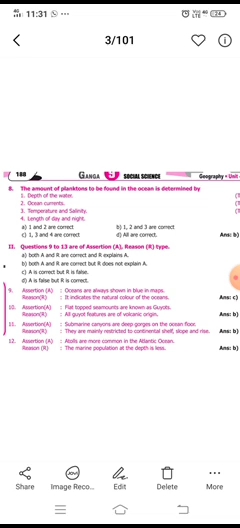 4G 11:31 ... VoI) LTE 4G 24
3/101
188 GANGA 9 SOCIAL SCIENCE Geography • Unit
8. The amount of planktons to be found in the ocean is determined by
1. Depth of the water. (T
2. Ocean currents. (T
3. Temperature and Salinity. (T
4. Length of day and night.
a) 1 and 2 are correct b) 1, 2 and 3 are correct
c) 1, 3 and 4 are correct d) All are correct. Ans: b)
II. Questions 9 to 13 are of Assertion (A), Reason (R) type.
a) both A and R are correct and R explains A.
b) both A and R are correct but R does not explain A.
c) A is correct but R is false.
d) A is false but R is correct.
9. Assertion (A) : Oceans are always shown in blue in maps.
Reason(R) : It indicates the natural colour of the oceans. Ans: c)
10. Assertion(A) : Flat topped seamounts are known as Guyots.
Reason(R) : All guyot features are of volcanic origin. Ans: b)
11. Assertion(A) : Submarine canyons are deep gorges on the ocean floor.
Reason(R) : They are mainly restricted to continental shelf, slope and rise. Ans: b)
12. Assertion (A) : Atolls are more common in the Atlantic Ocean.
Reason (R) : The marine population at the depth is less. Ans: b)
Share Image Reco... Edit Delete More